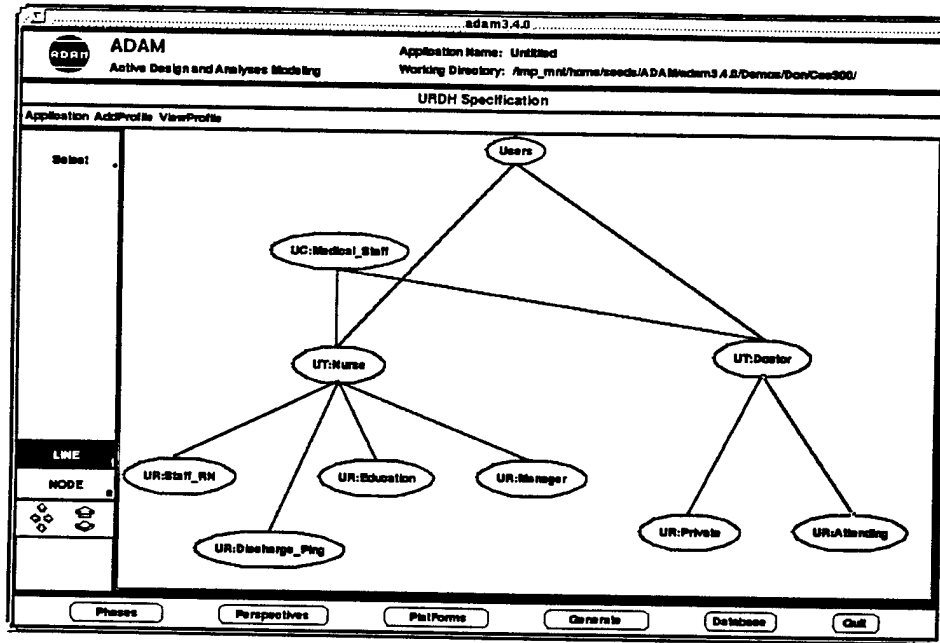 adam3.4.0
ADAM
ADAM
Active Design and Analyses Modeling
Application Name: Untitled
Working Directory: /tmp_mnt/home/seeds/ADAM/adam3.4.0/Demos/Don/Cse300/
URDH Specification
Application AddProfile ViewProfile
Select
Users
UC:Medical_Staff
UT:Nurse
UT:Doctor
LINE
NODE
UR:Staff_RN
UR:Education
UR:Manager
UR:Discharge_Plng
UR:Private
UR:Attending
Phases
Perspectives
PlatForms
Generate
Database
Quit